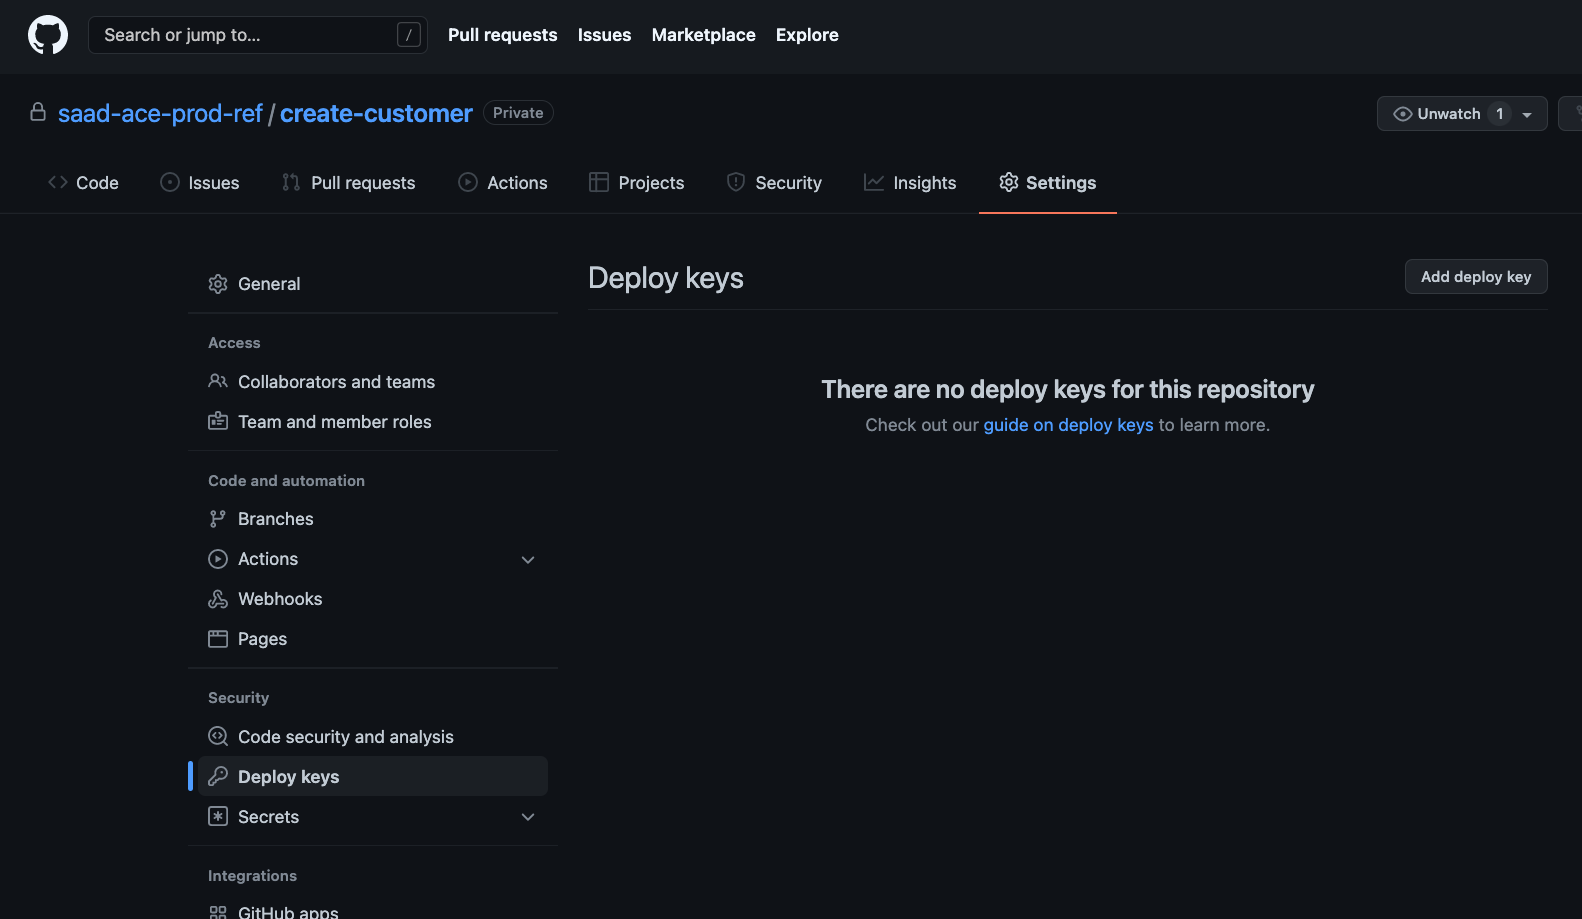 Search or jump to... /
Pull requests Issues Marketplace Explore
saad-ace-prod-ref / create-customer Private
Unwatch 1
Code Issues Pull requests Actions Projects Security Insights Settings
General
Access
Collaborators and teams
Team and member roles
Code and automation
Branches
Actions
Webhooks
Pages
Security
Code security and analysis
Deploy keys
Secrets
Integrations
GitHub apps
Deploy keys
Add deploy key
There are no deploy keys for this repository
Check out our guide on deploy keys to learn more.